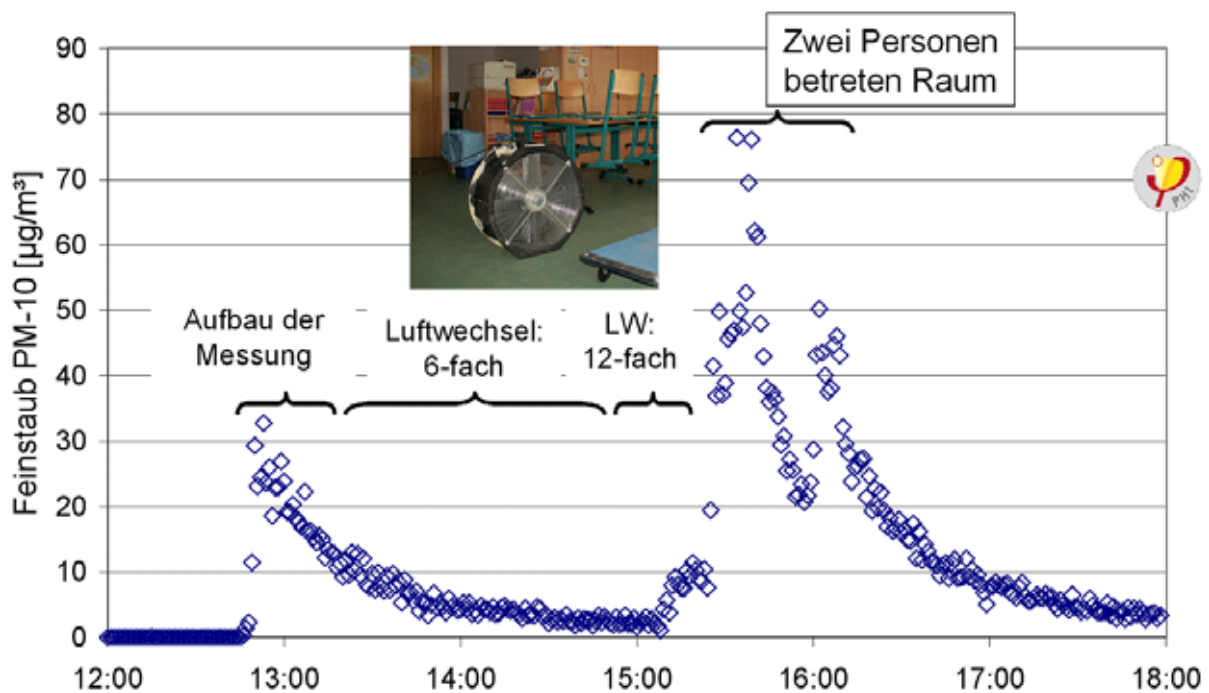 Feinstaub PM-10 [µg/m³]
90
80
70
60
50
40
30
20
10
0
Zwei Personen
betreten Raum
PHI
Aufbau der
Messung
Luftwechsel:
6-fach
LW:
12-fach
12:00
13:00
14:00
15:00
16:00
17:00
18:00